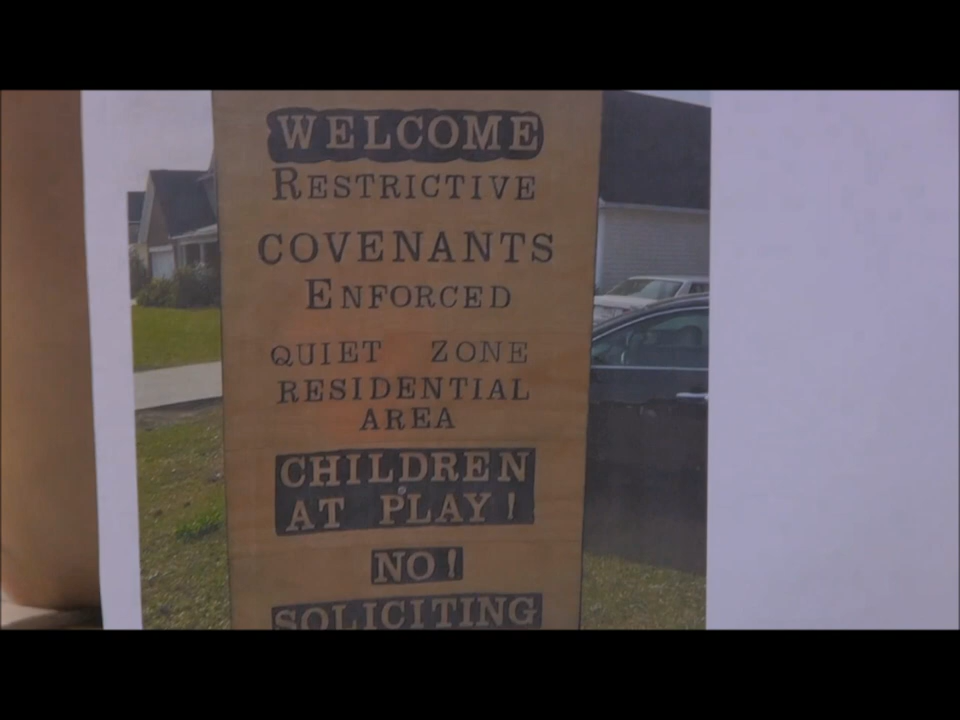 WELCOME
RESTRICTIVE
COVENANTS
ENFORCED
QUIET ZONE
RESIDENTIAL
AREA
CHILDREN
AT PLAY!
NO!
SOLICITING